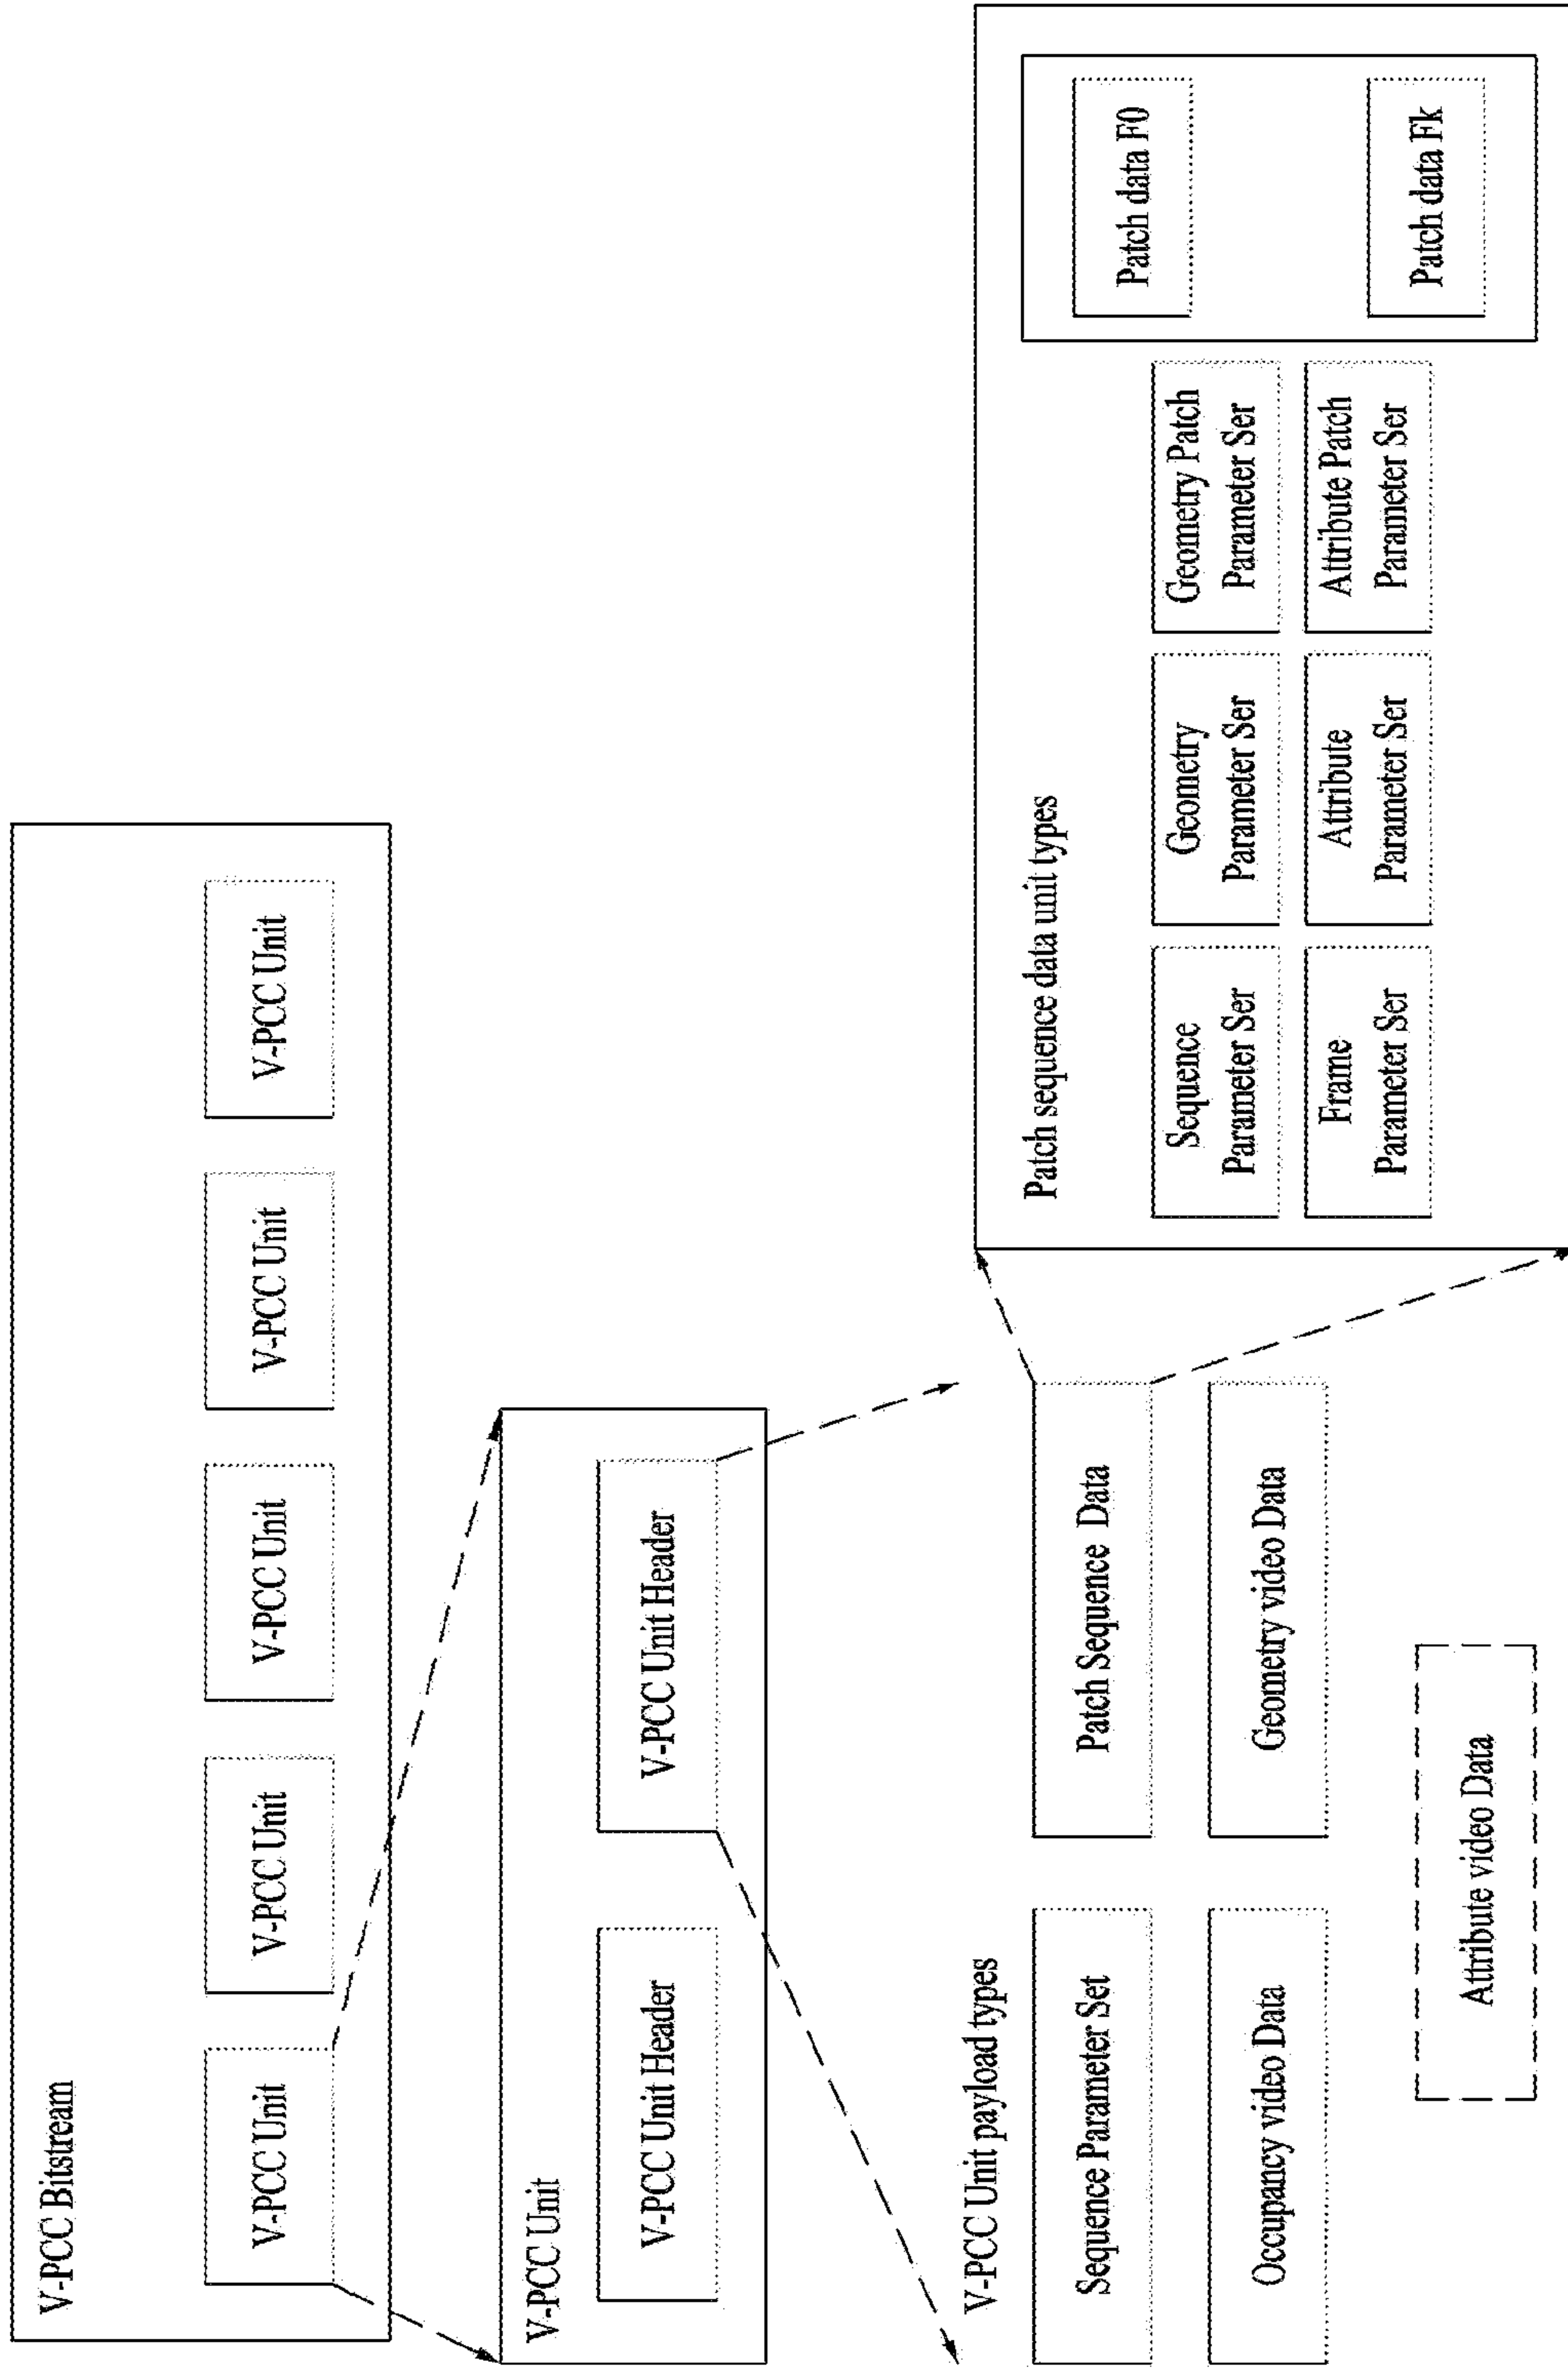 V-PCC Bitstream
V-PCC Unit
V-PCC Unit
V-PCC Unit
V-PCC Unit
V-PCC Unit
V-PCC Unit
V-PCC Unit Header
V-PCC Unit Header
V-PCC Unit payload types
Sequence Parameter Set
Patch Sequence Data
Occupancy video Data
Geometry video Data
Attribute video Data
Patch sequence data unit types
Sequence
Parameter Ser
Geometry
Parameter Ser
Geometry Patch
Parameter Ser
Frame
Parameter Ser
Attribute
Parameter Ser
Attribute Patch
Parameter Ser
Patch data F0
Patch data Fk